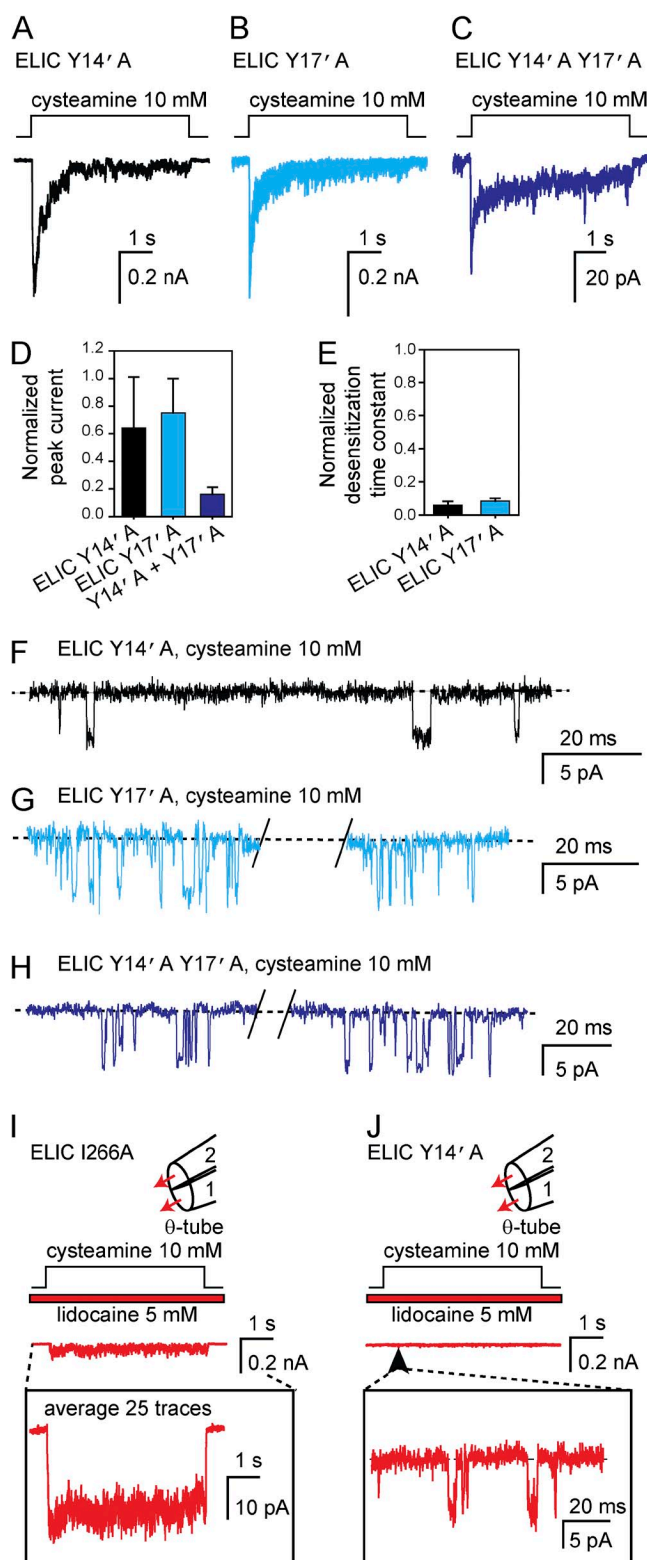 A
ELIC Y14′ A
cysteamine 10 mM
1 s
0.2 nA
B
ELIC Y17′ A
cysteamine 10 mM
1 s
0.2 nA
C
ELIC Y14′ A Y17′ A
cysteamine 10 mM
1 s
20 pA
D
Normalized
peak current
1.2
1.0
0.8
0.6
0.4
0.2
0.0
ELIC Y14′ A
ELIC Y17′ A
Y14′ A + Y17′ A
E
Normalized
desensitization
time constant
1.0
0.8
0.6
0.4
0.2
0.0
ELIC Y14′ A
ELIC Y17′ A
F ELIC Y14′ A, cysteamine 10 mM
20 ms
5 pA
G ELIC Y17′ A, cysteamine 10 mM
20 ms
5 pA
H ELIC Y14′ A Y17′ A, cysteamine 10 mM
20 ms
5 pA
I
ELIC I266A
2
1
θ-tube
cysteamine 10 mM
lidocaine 5 mM
1 s
0.2 nA
average 25 traces
1 s
10 pA
J
ELIC Y14′ A
2
1
θ-tube
cysteamine 10 mM
lidocaine 5 mM
1 s
0.2 nA
20 ms
5 pA